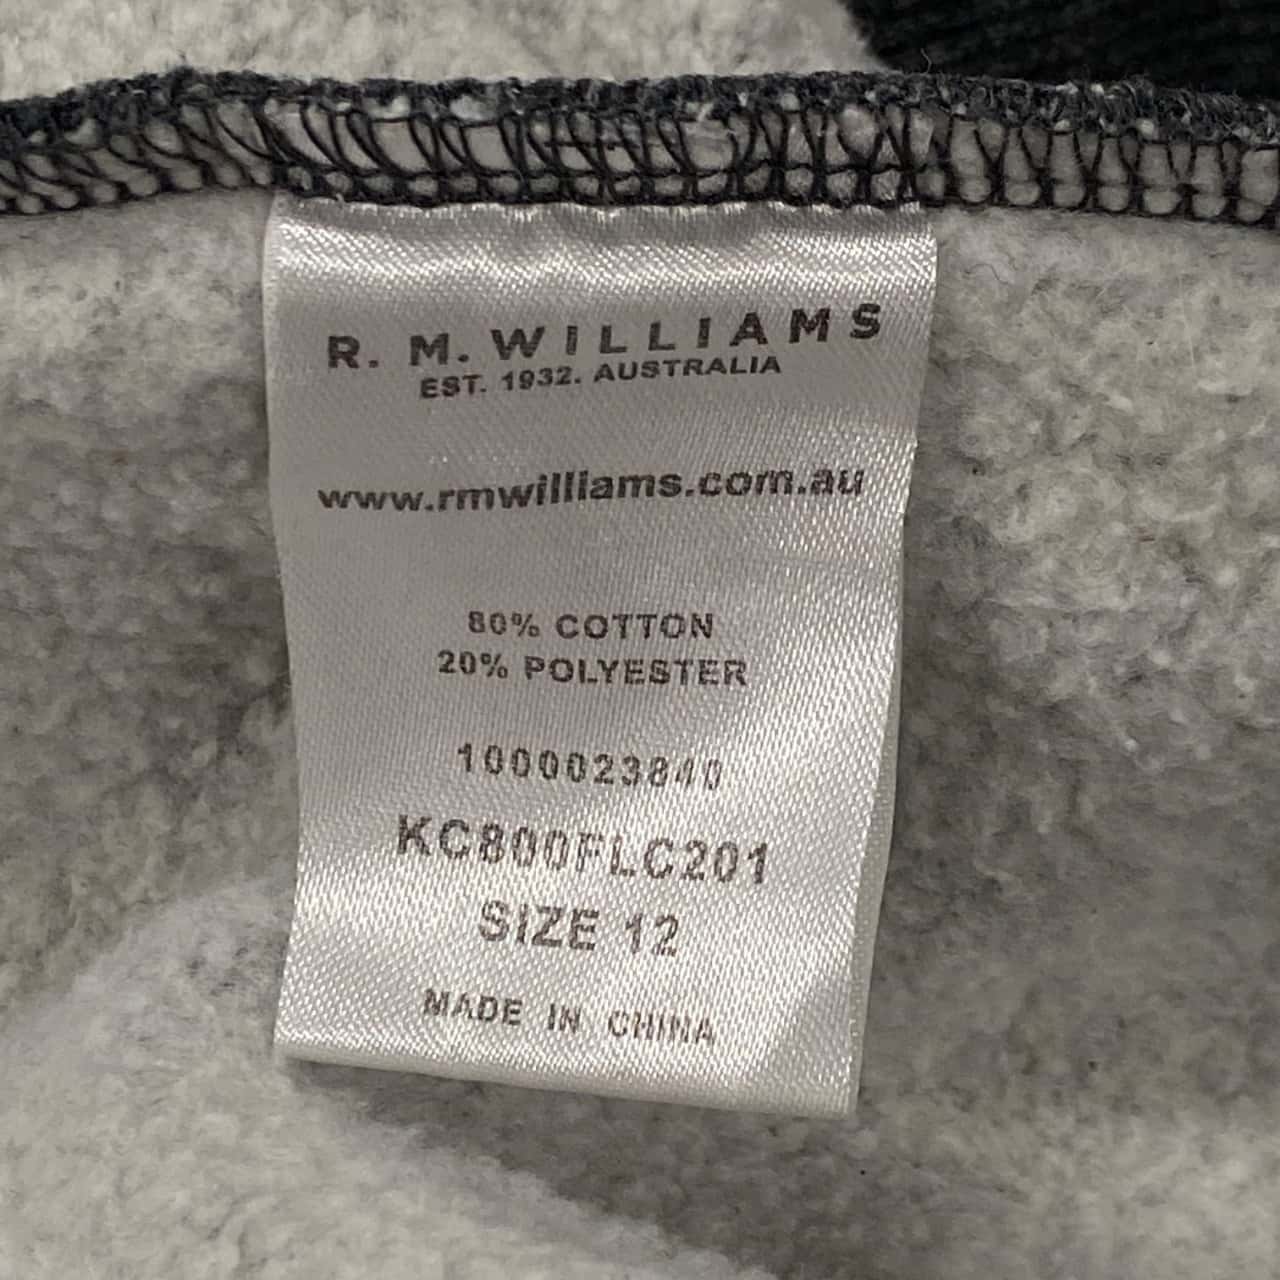 R. M. WILLIAMS
EST. 1932. AUSTRALIA
www.rmwilliams.com.au
80% COTTON
20% POLYESTER
1000023840
KC800FLC201
SIZE 12
MADE IN CHINA